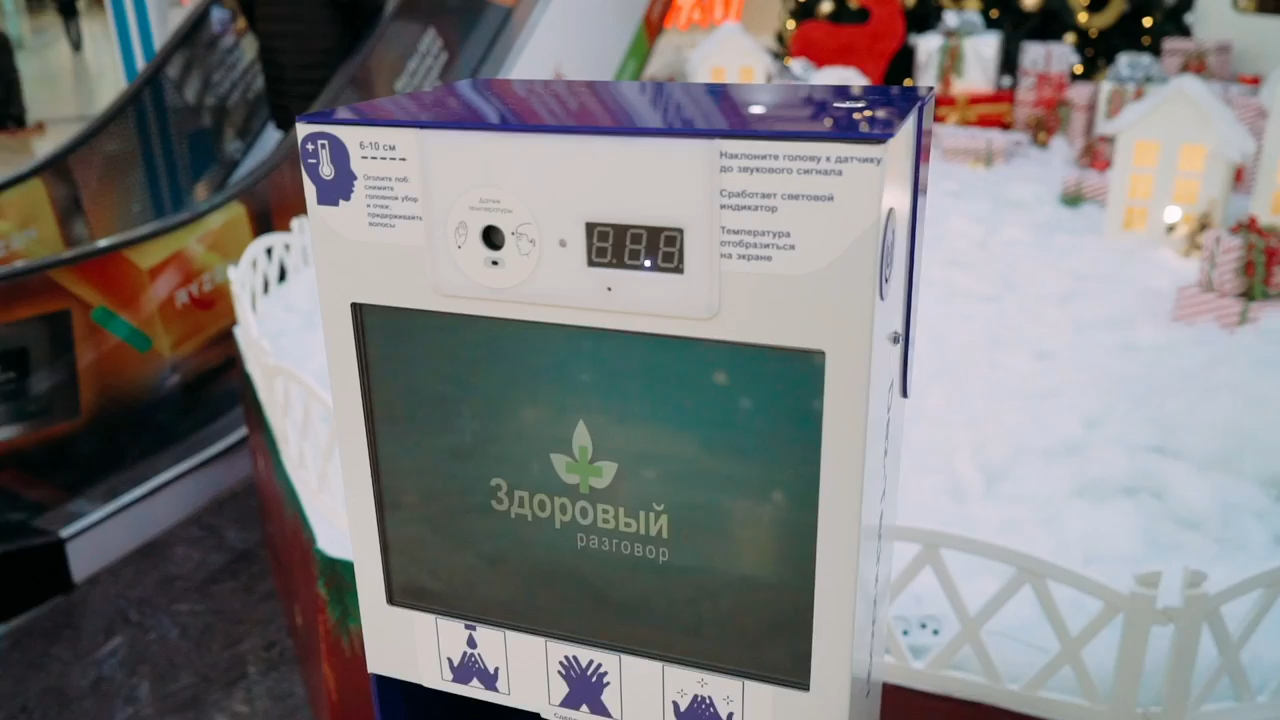 6-10 см
Оголите лоб:
снимите
головной убор
и очки,
придерживайте
волосы
Датчик
температуры
8.8.8.
Наклоните голову к датчику
до звукового сигнала
Сработает световой
индикатор
Температура
отобразиться
на экране
Здоровый
разговор
RYZEN